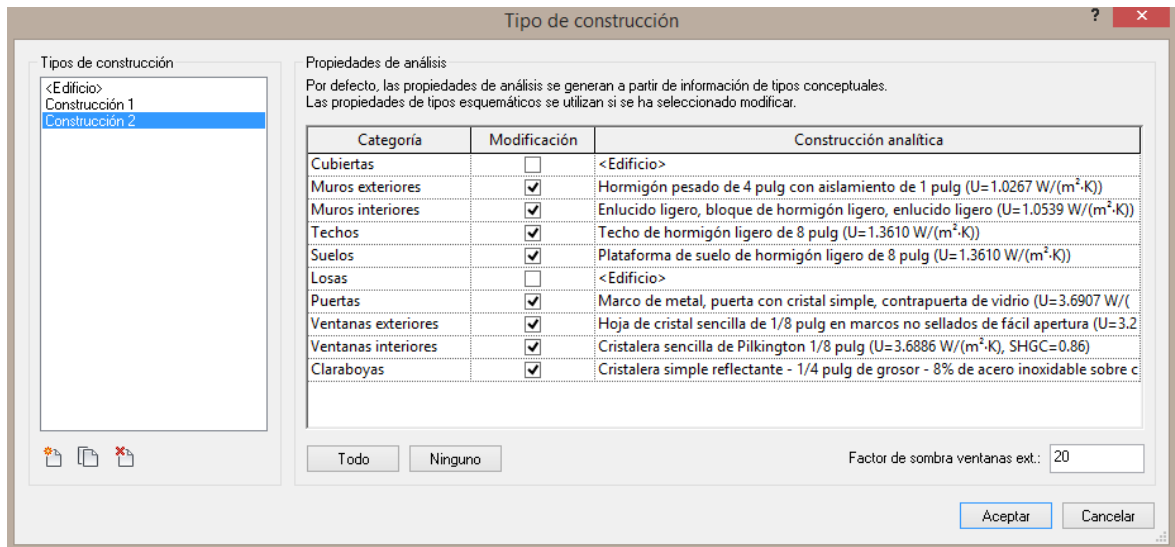 Tipo de construcción
? ×
Tipos de construcción
<Edificio>
Construcción 1
Construcción 2
Propiedades de análisis
Por defecto, las propiedades de análisis se generan a partir de información de tipos conceptuales.
Las propiedades de tipos esquemáticos se utilizan si se ha seleccionado modificar.
Categoría Modificación Construcción analítica
Cubiertas <Edificio>
Muros exteriores Hormigón pesado de 4 pulg con aislamiento de 1 pulg (U=1.0267 W/(m²·K))
Muros interiores Enlucido ligero, bloque de hormigón ligero, enlucido ligero (U=1.0539 W/(m²·K))
Techos Techo de hormigón ligero de 8 pulg (U=1.3610 W/(m²·K))
Suelos Plataforma de suelo de hormigón ligero de 8 pulg (U=1.3610 W/(m²·K))
Losas <Edificio>
Puertas Marco de metal, puerta con cristal simple, contrapuerta de vidrio (U=3.6907 W/(
Ventanas exteriores Hoja de cristal sencilla de 1/8 pulg en marcos no sellados de fácil apertura (U=3.2
Ventanas interiores Cristalera sencilla de Pilkington 1/8 pulg (U=3.6886 W/(m²·K), SHGC=0.86)
Claraboyas Cristalera simple reflectante - 1/4 pulg de grosor - 8% de acero inoxidable sobre c
Todo Ninguno Factor de sombra ventanas ext.: 20
Aceptar Cancelar